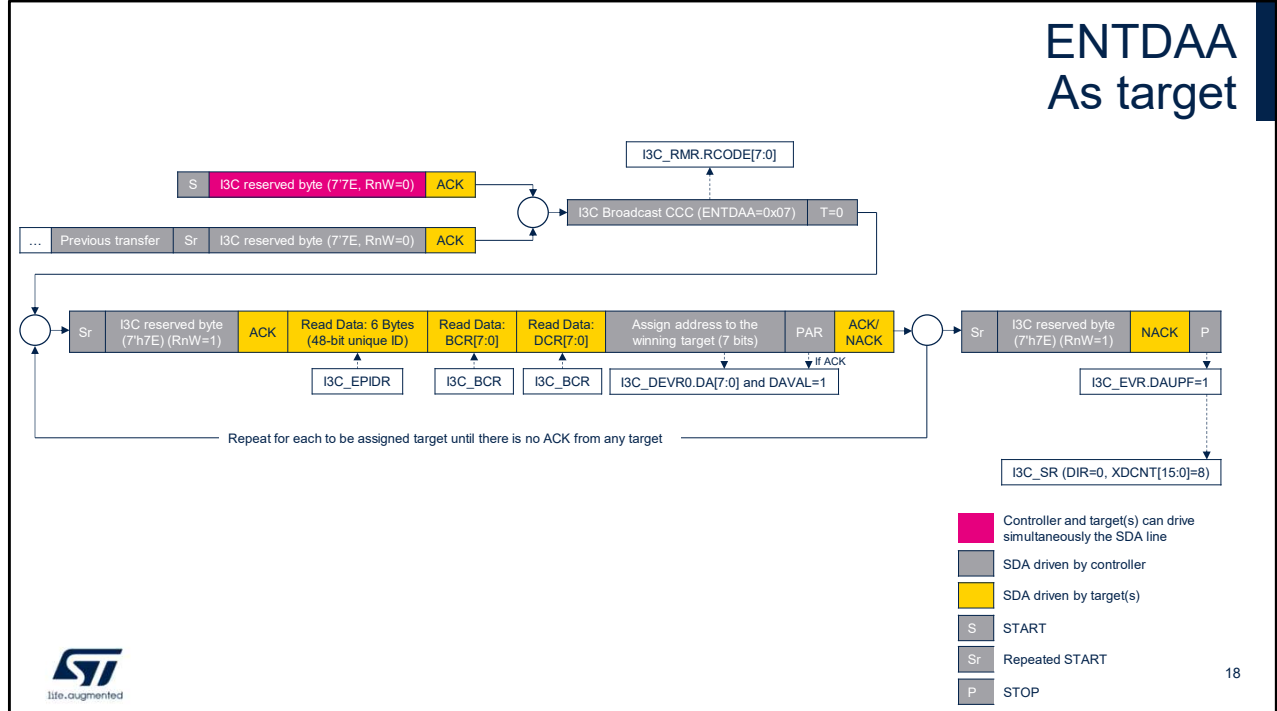 ENTDAA
As target
I3C_RMR.RCODE[7:0]
S I3C reserved byte (7'7E, RnW=0) ACK
I3C Broadcast CCC (ENTDAA=0x07) T=0
... Previous transfer Sr I3C reserved byte (7'7E, RnW=0) ACK
Sr I3C reserved byte
(7'h7E) (RnW=1) ACK Read Data: 6 Bytes
(48-bit unique ID) Read Data:
BCR[7:0] Read Data:
DCR[7:0] Assign address to the
winning target (7 bits) PAR ACK/
NACK Sr I3C reserved byte
(7'h7E) (RnW=1) NACK P
If ACK
I3C_EPIDR I3C_BCR I3C_BCR I3C_DEVR0.DA[7:0] and DAVAL=1 I3C_EVR.DAUPF=1
Repeat for each to be assigned target until there is no ACK from any target
I3C_SR (DIR=0, XDCNT[15:0]=8)
Controller and target(s) can drive
simultaneously the SDA line
SDA driven by controller
SDA driven by target(s)
S START
Sr Repeated START
P STOP
ST
life.augmented
18